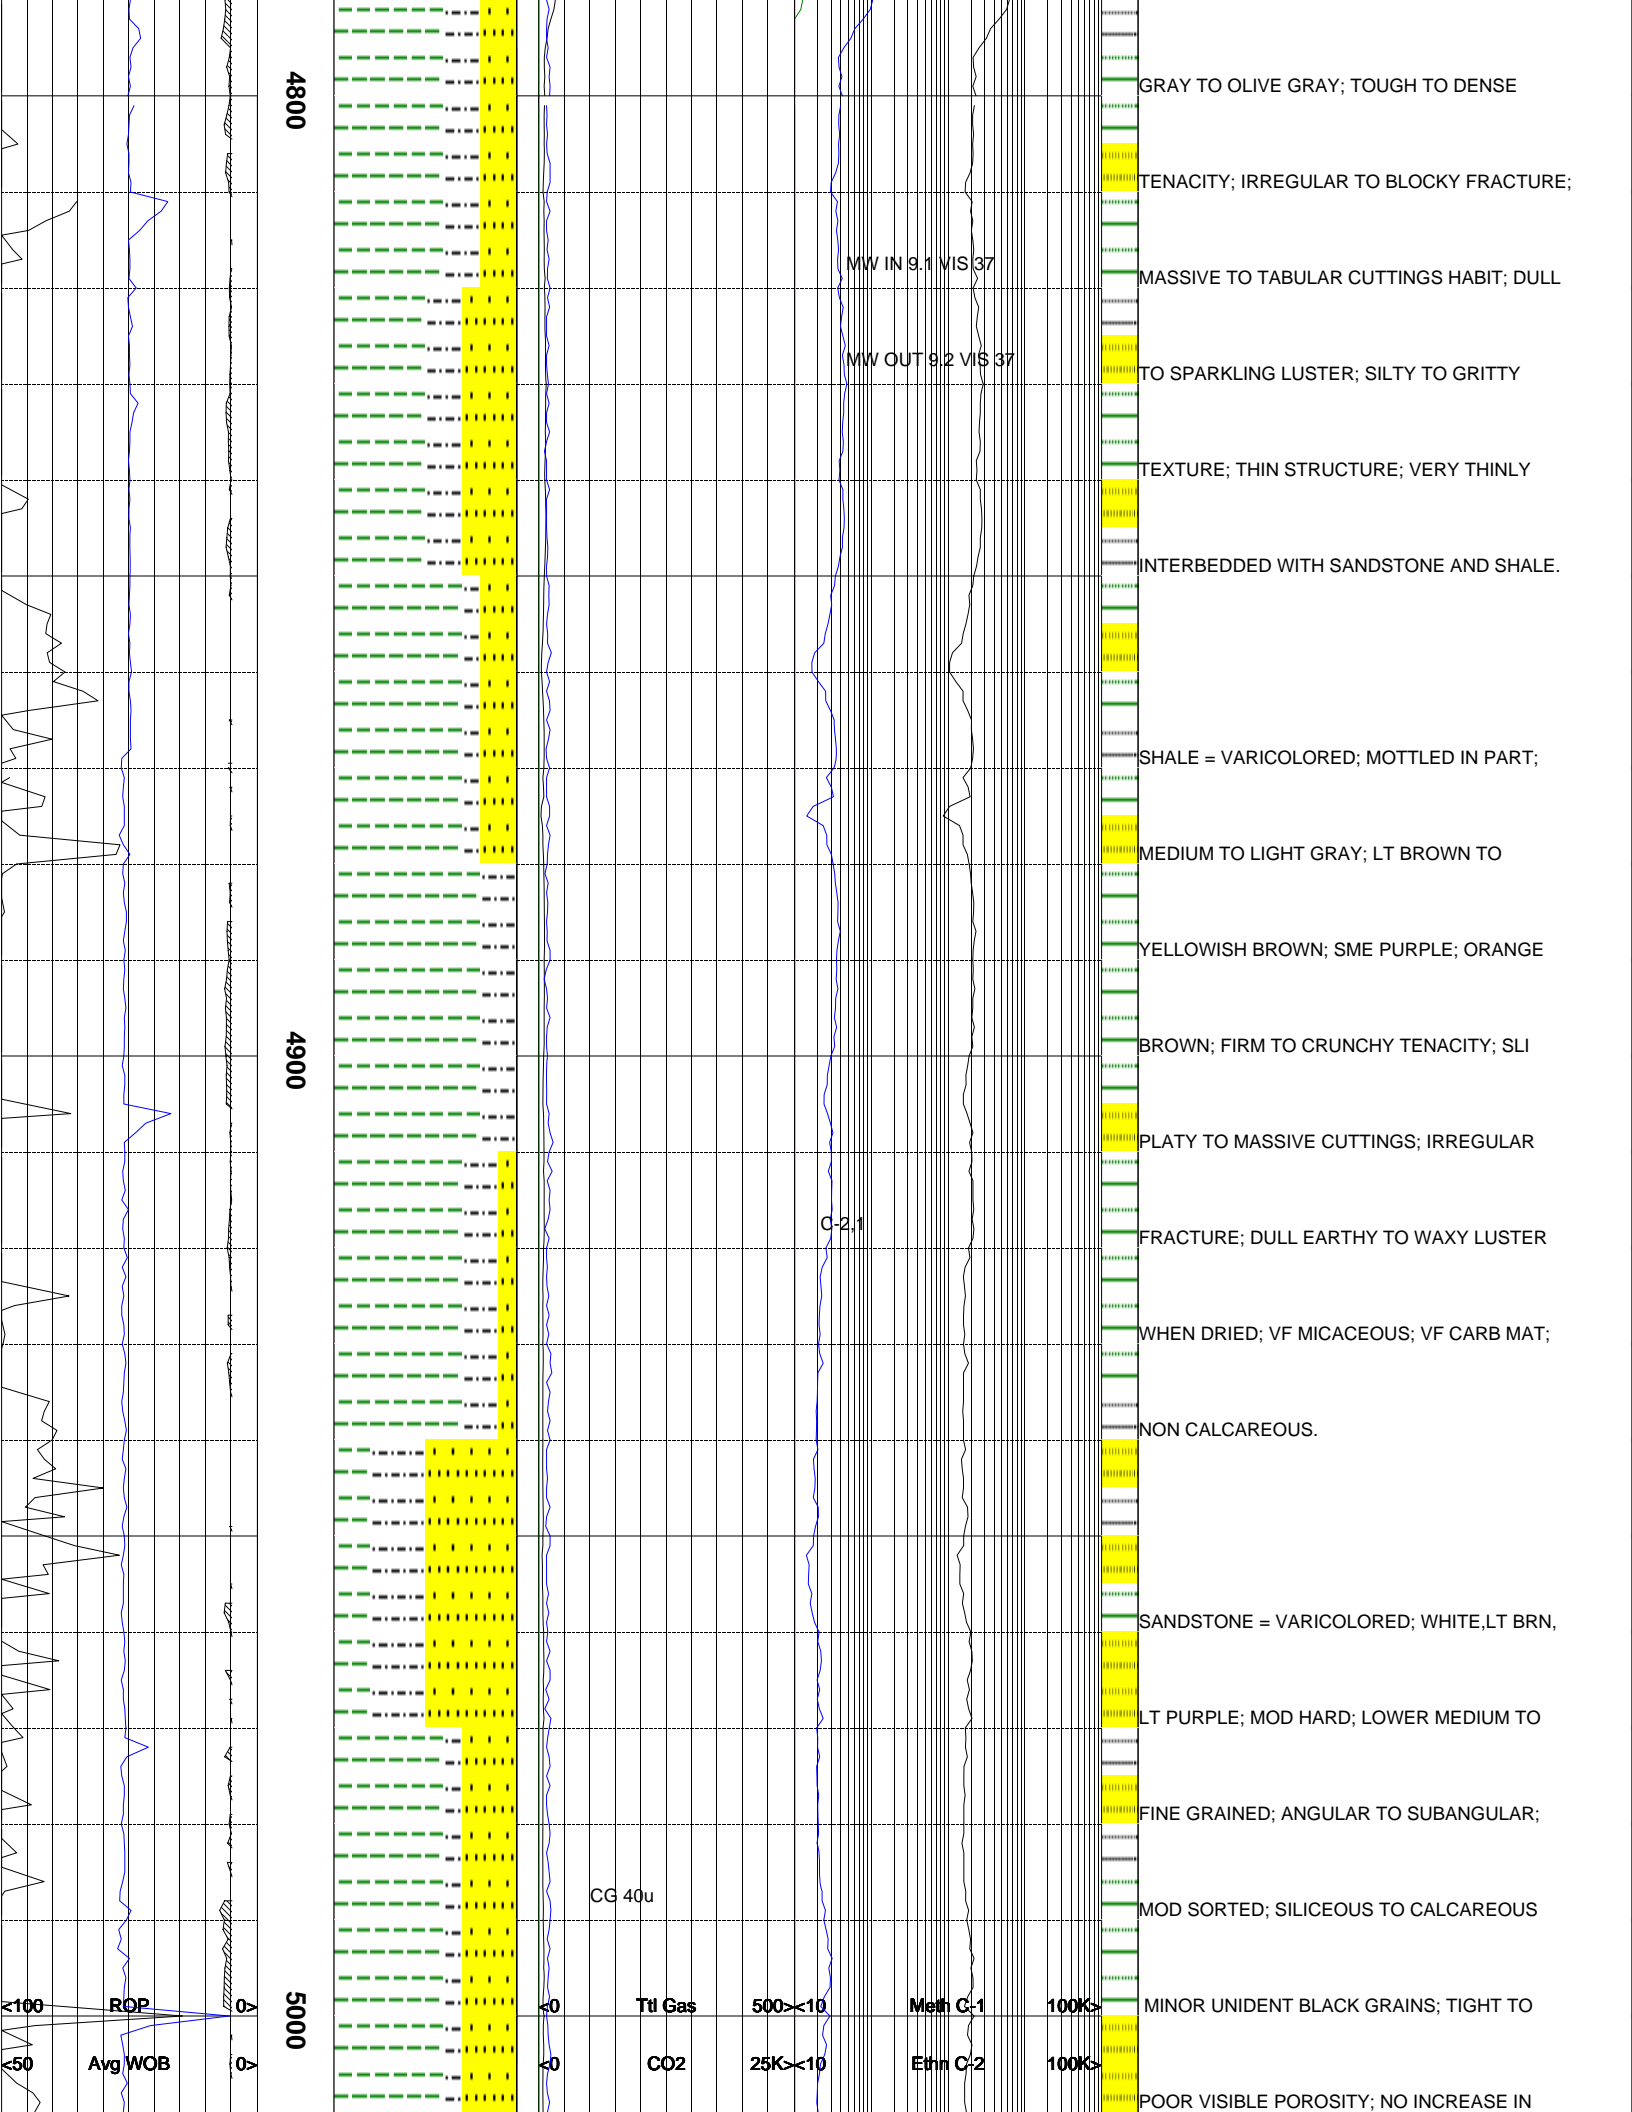 GRAY TO OLIVE GRAY; TOUGH TO DENSE
4800
TENACITY; IRREGULAR TO BLOCKY FRACTURE;
MW IN 9.1 VIS 37
MASSIVE TO TABULAR CUTTINGS HABIT; DULL
MW OUT 9.2 VIS 37
TO SPARKLING LUSTER; SILTY TO GRITTY
TEXTURE; THIN STRUCTURE; VERY THINLY
INTERBEDDED WITH SANDSTONE AND SHALE.
SHALE = VARICOLORED; MOTTLED IN PART;
MEDIUM TO LIGHT GRAY; LT BROWN TO
YELLOWISH BROWN; SME PURPLE; ORANGE
4900
BROWN; FIRM TO CRUNCHY TENACITY; SLI
PLATY TO MASSIVE CUTTINGS; IRREGULAR
C-2,1
FRACTURE; DULL EARTHY TO WAXY LUSTER
WHEN DRIED; VF MICACEOUS; VF CARB MAT;
NON CALCAREOUS.
SANDSTONE = VARICOLORED; WHITE,LT BRN,
LT PURPLE; MOD HARD; LOWER MEDIUM TO
FINE GRAINED; ANGULAR TO SUBANGULAR;
CG 40u
MOD SORTED; SILICEOUS TO CALCAREOUS
<100 ROP 0> <0 Ttl Gas 500><10 Meth C-1 100K>
MINOR UNIDENT BLACK GRAINS; TIGHT TO
5000
<50 Avg WOB 0> <0 CO2 25K><10 Ethn C-2 100K>
POOR VISIBLE POROSITY; NO INCREASE IN